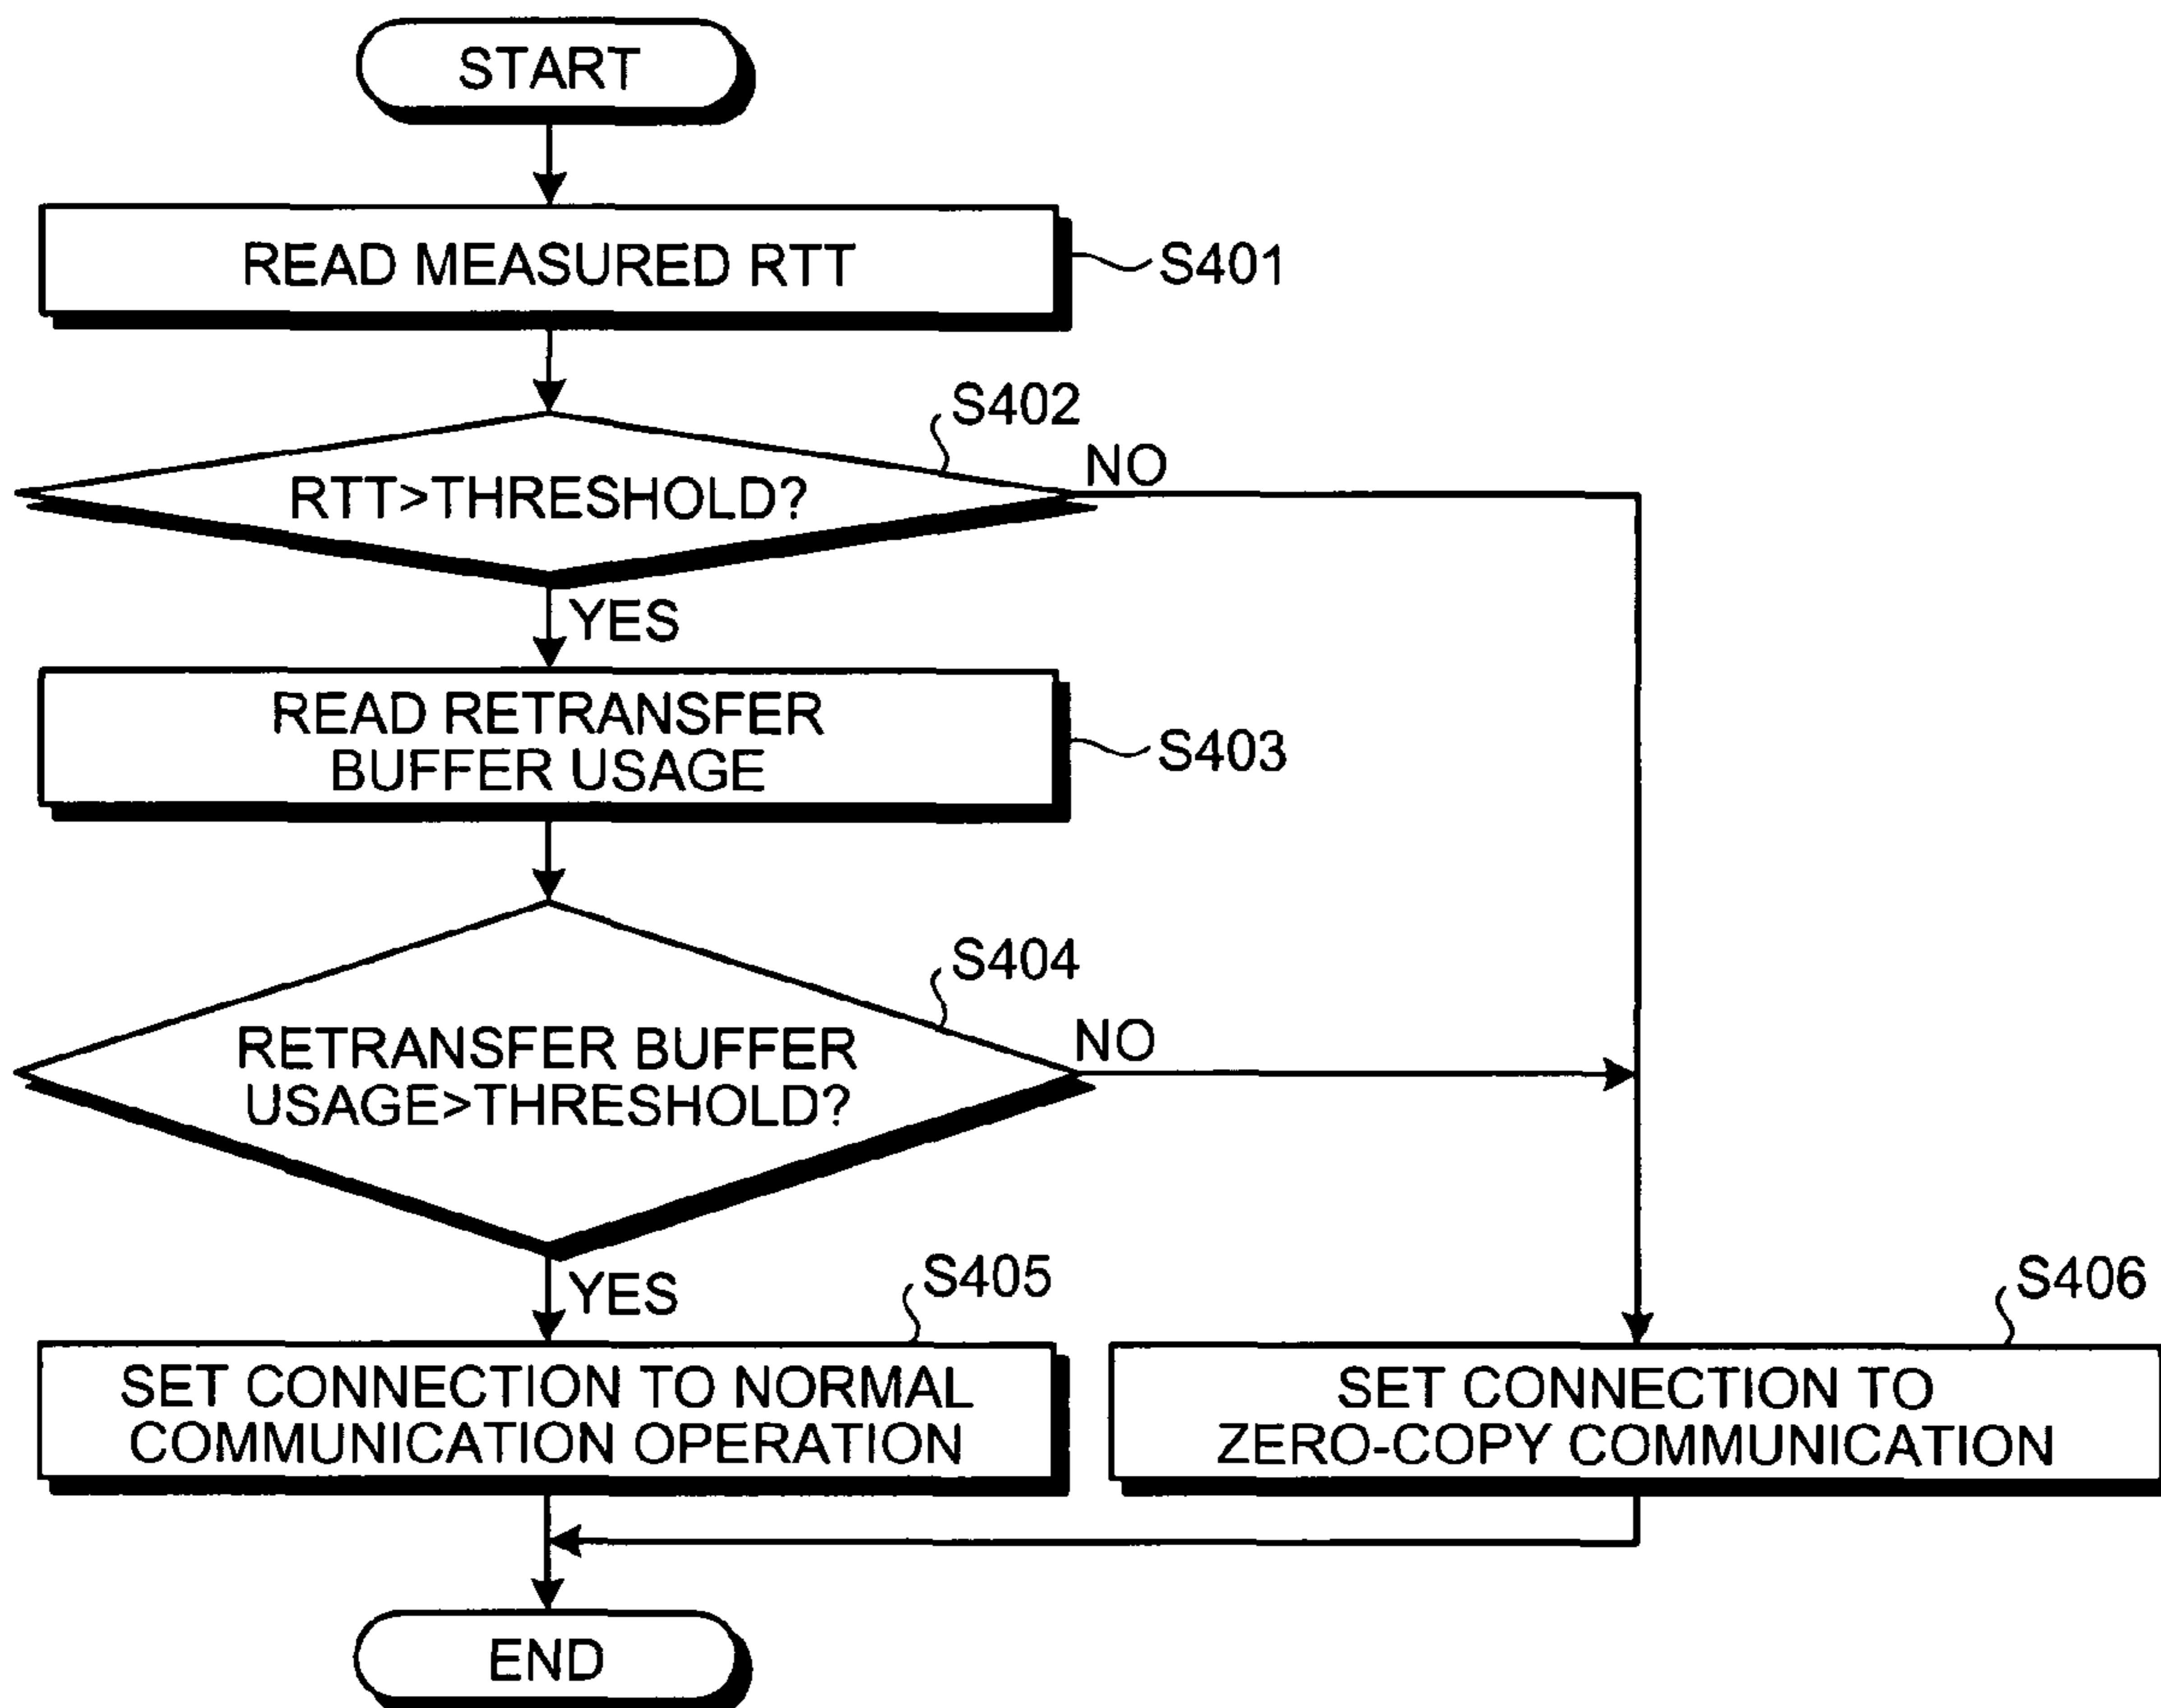 START
READ MEASURED RTT
S401
S402
RTT>THRESHOLD?
NO
YES
READ RETRANSFER
BUFFER USAGE
S403
S404
RETRANSFER BUFFER
USAGE>THRESHOLD?
NO
YES
S405
SET CONNECTION TO NORMAL
COMMUNICATION OPERATION
S406
SET CONNECTION TO
ZERO-COPY COMMUNICATION
END